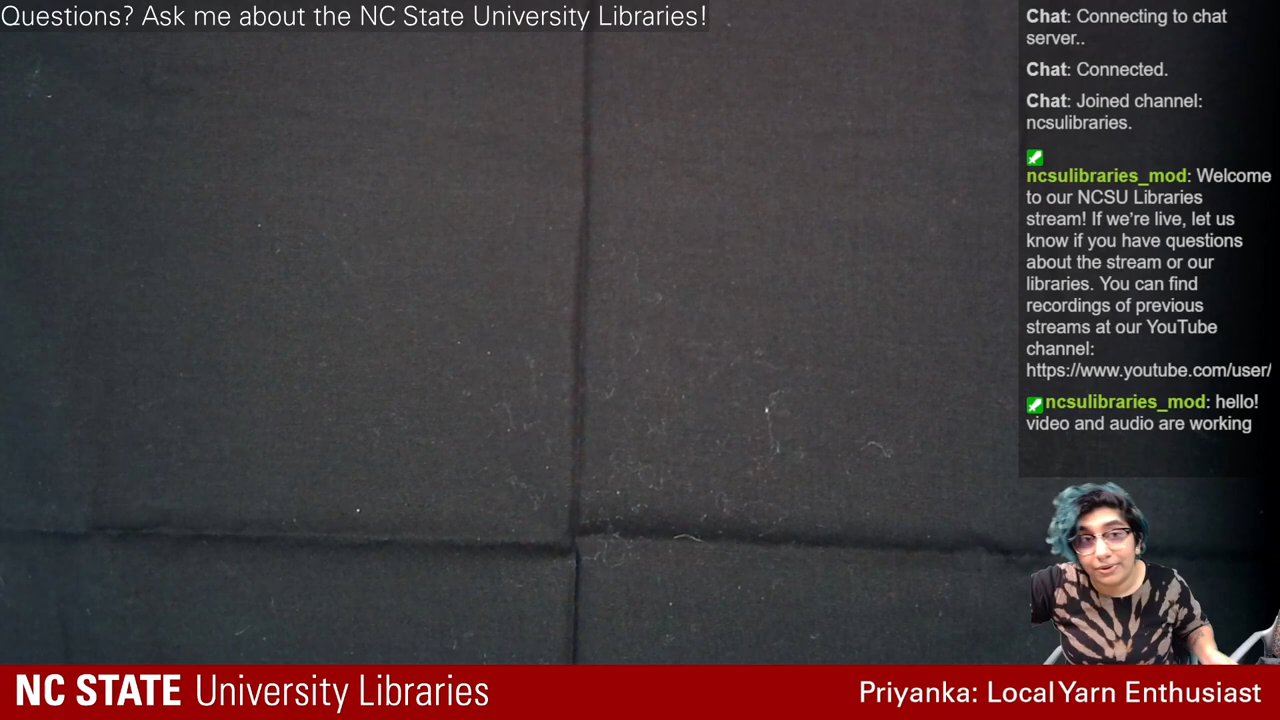 Questions? Ask me about the NC State University Libraries!
Chat: Connecting to chat
server..
Chat: Connected.
Chat: Joined channel:
ncsulibraries.
ncsulibraries_mod: Welcome
to our NCSU Libraries
stream! If we're live, let us
know if you have questions
about the stream or our
libraries. You can find
recordings of previous
streams at our YouTube
channel:
https://www.youtube.com/user/
ncsulibraries_mod: hello!
video and audio are working
NC STATE University Libraries
Priyanka: Local Yarn Enthusiast